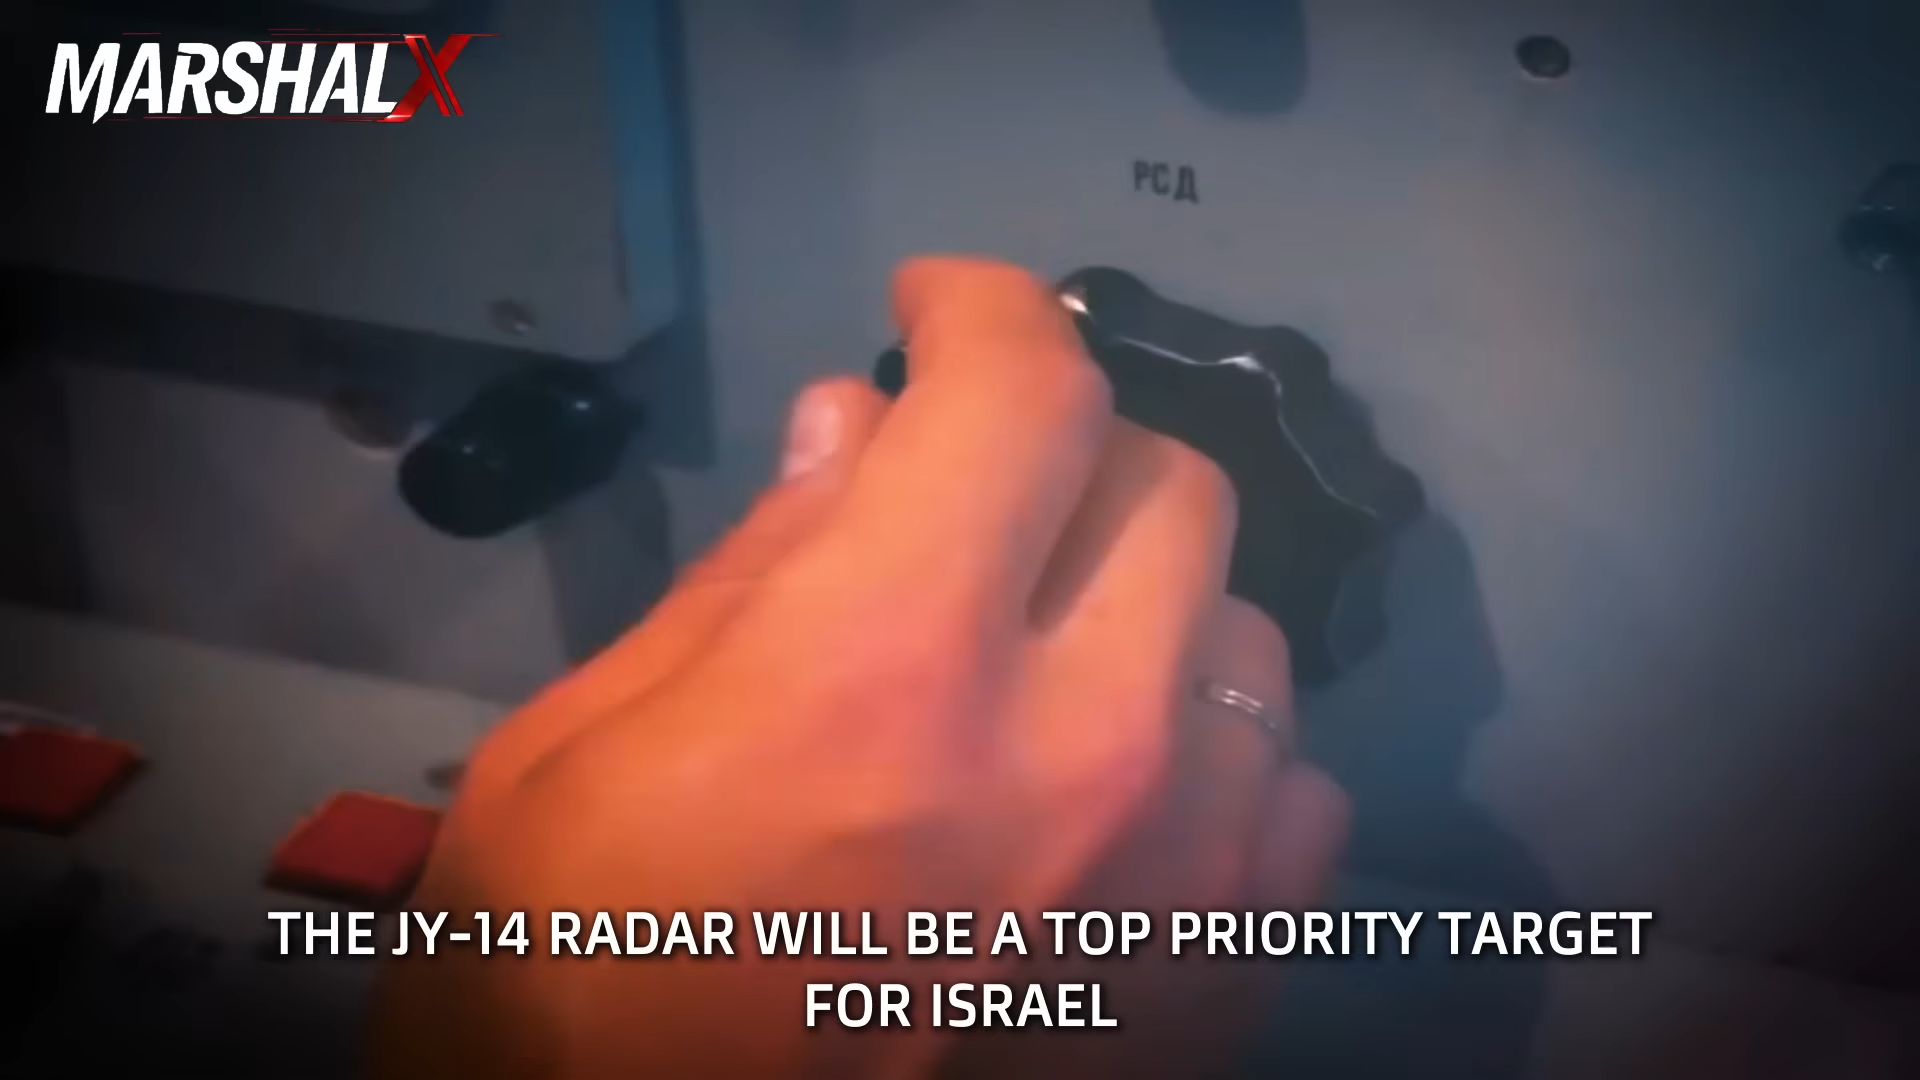 MARSHALX
РСД
THE JY-14 RADAR WILL BE A TOP PRIORITY TARGET
FOR ISRAEL